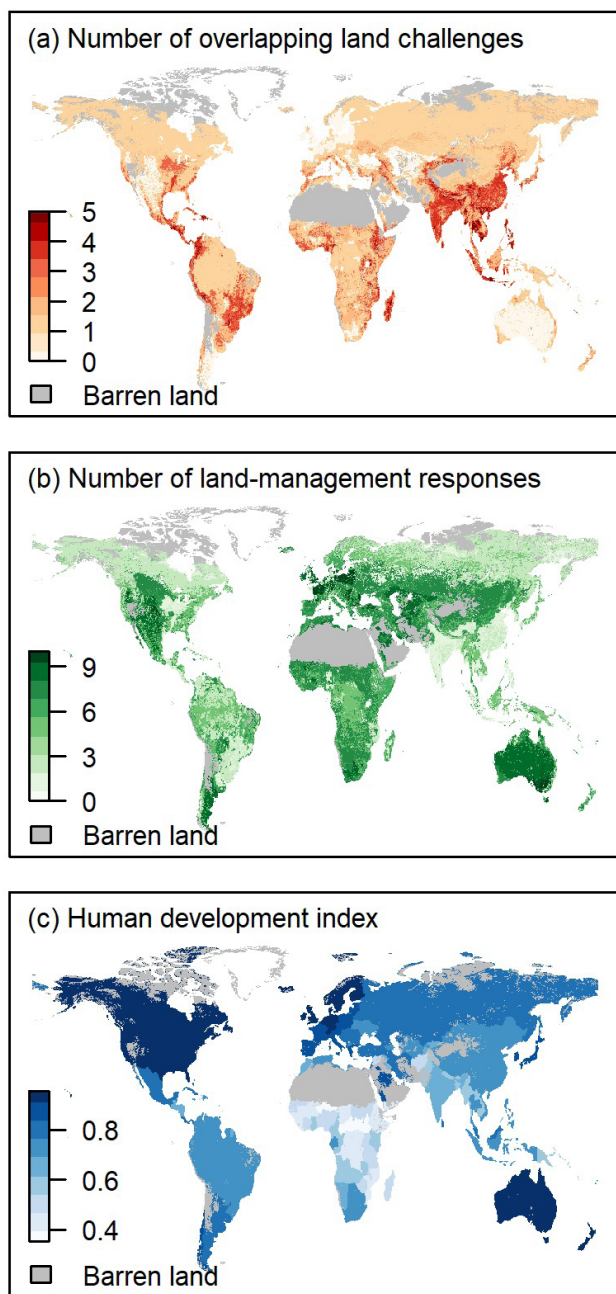 (a) Number of overlapping land challenges
5
4
3
2
1
0
Barren land
(b) Number of land-management responses
9
6
3
0
Barren land
(c) Human development index
0.8
0.6
0.4
Barren land